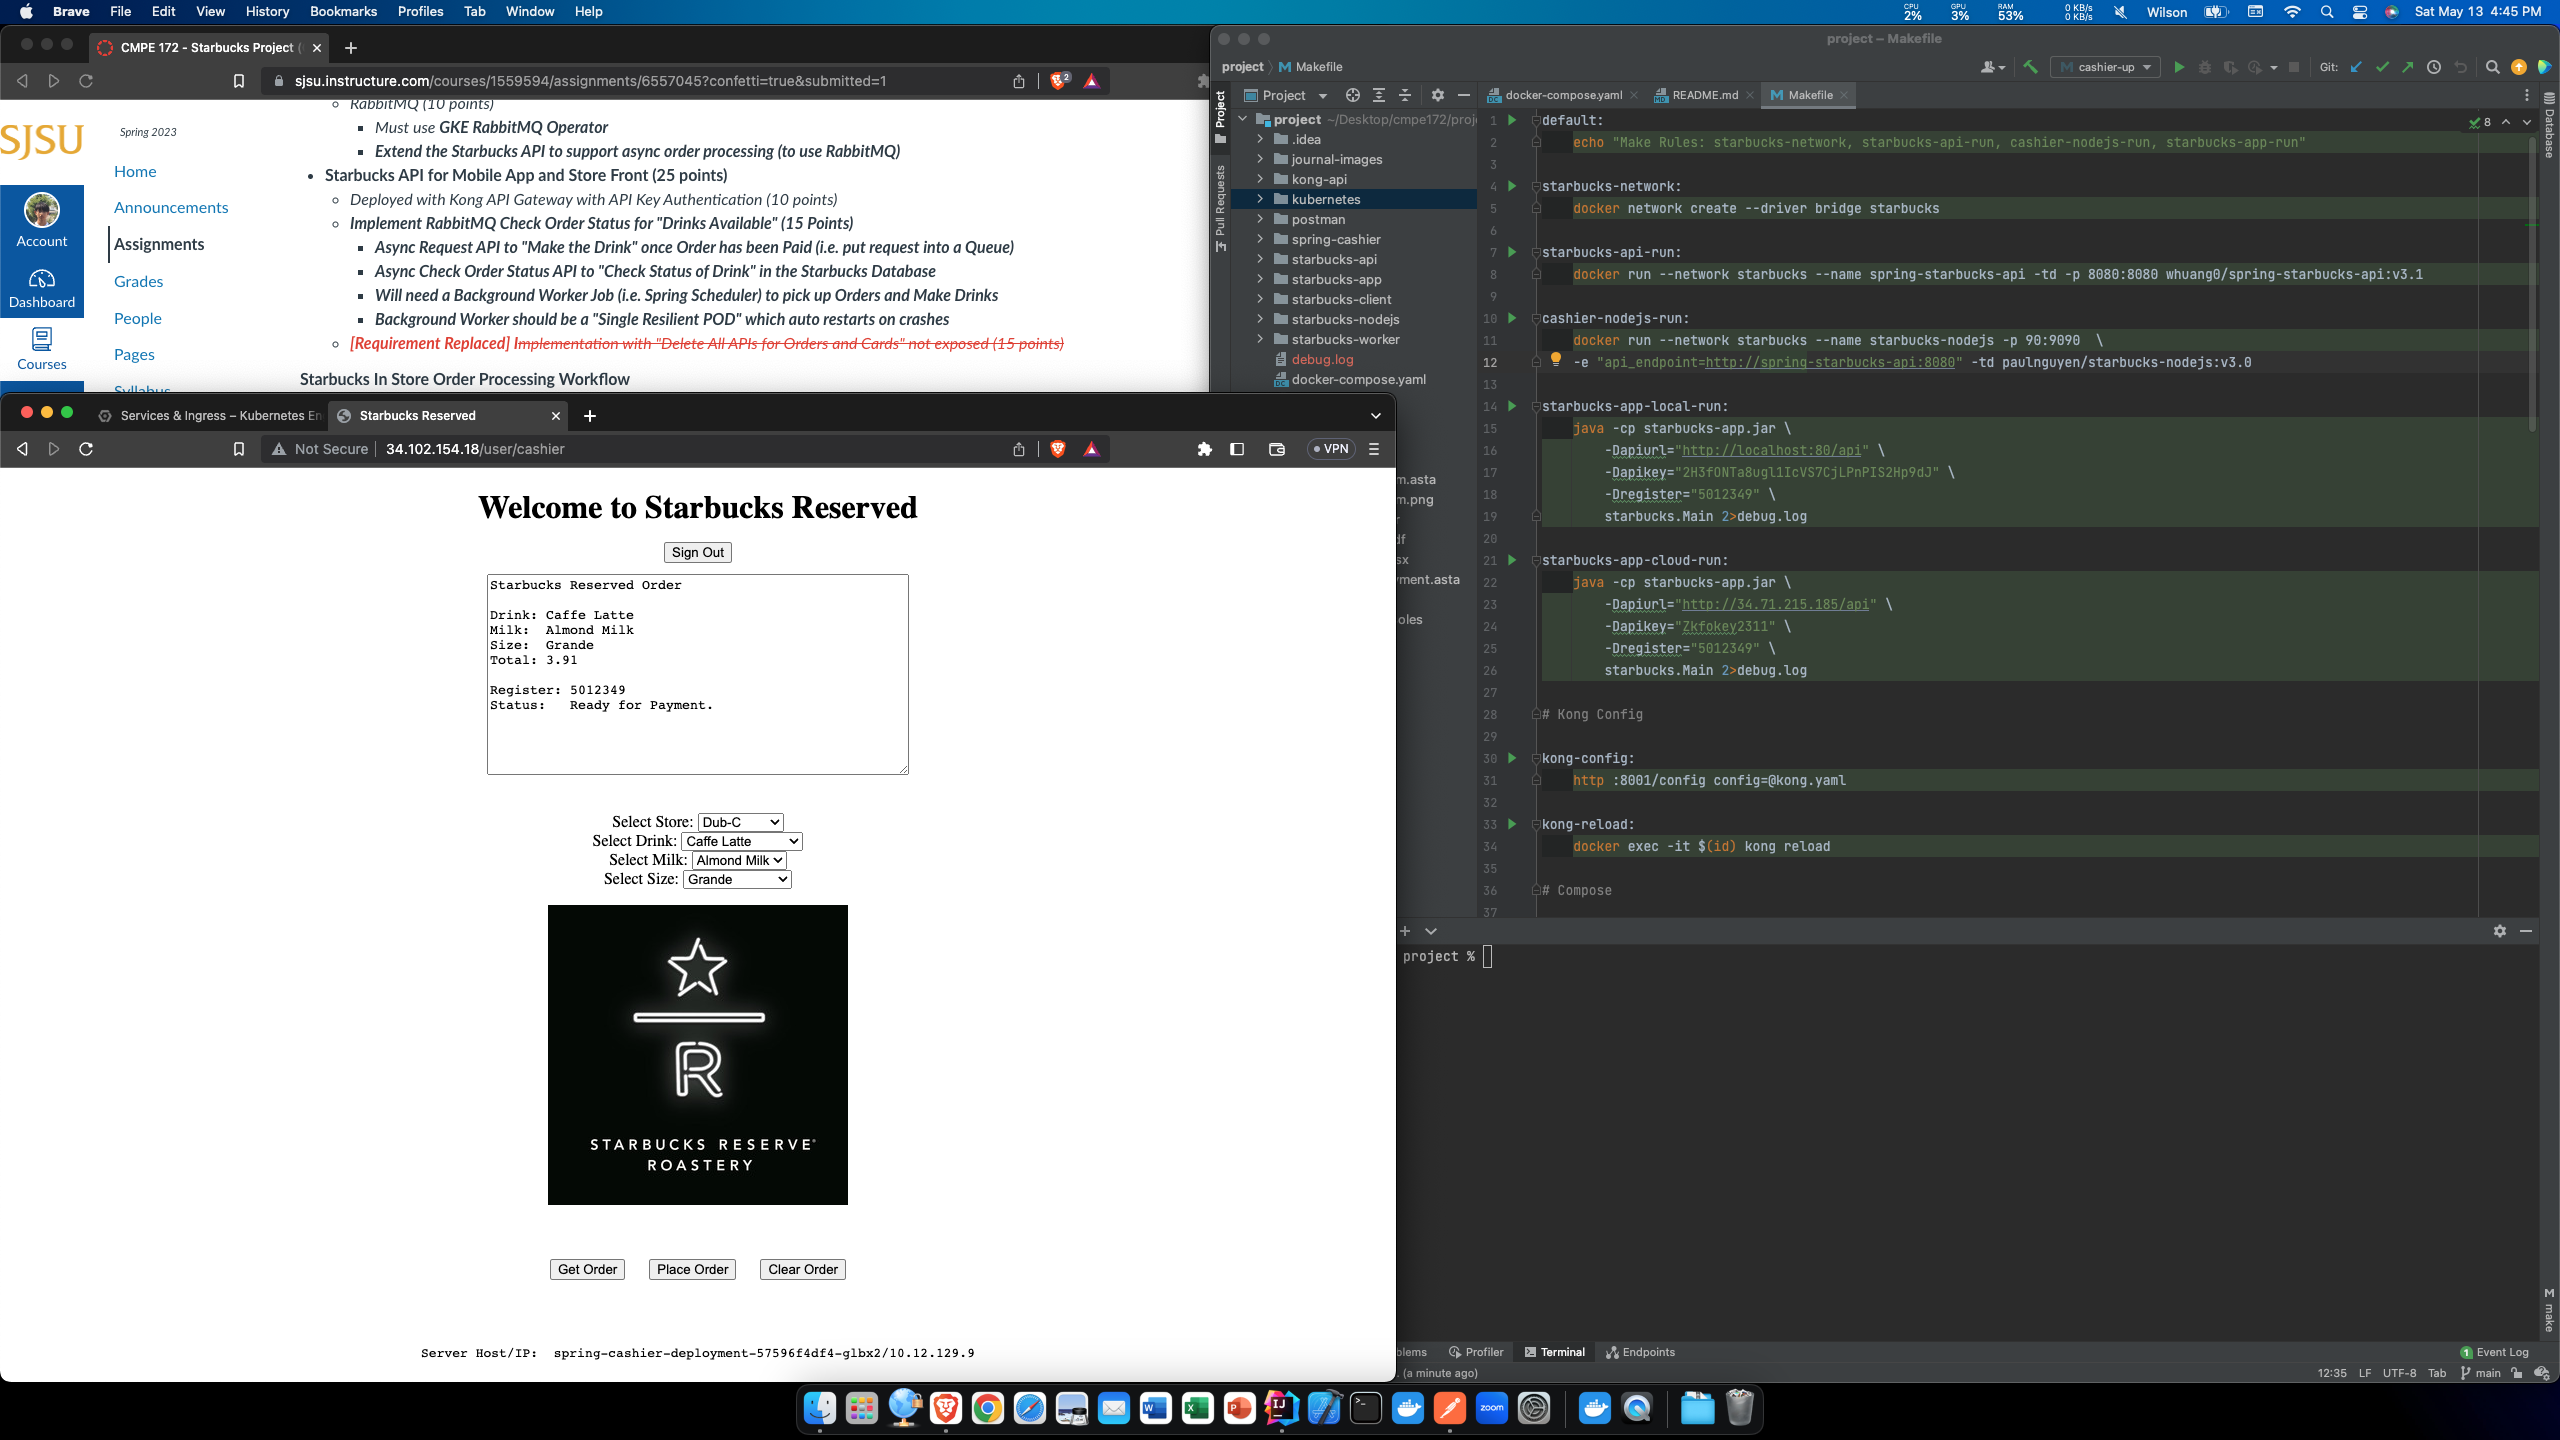 Brave File Edit View History Bookmarks Profiles Tab Window Help
CPU 2% GPU 3% RAM 53% 0 KB/s 0 KB/s Wilson Sat May 13 4:45 PM
CMPE 172 - Starbucks Project (
sjsu.instructure.com/courses/1559594/assignments/6557045?confetti=true&submitted=1
2
SJSU
Account
Dashboard
Courses
Spring 2023
Home
Announcements
Assignments
Grades
People
Pages
Syllabus
RabbitMQ (10 points)
Must use GKE RabbitMQ Operator
Extend the Starbucks API to support async order processing (to use RabbitMQ)
Starbucks API for Mobile App and Store Front (25 points)
Deployed with Kong API Gateway with API Key Authentication (10 points)
Implement RabbitMQ Check Order Status for "Drinks Available" (15 Points)
Async Request API to "Make the Drink" once Order has been Paid (i.e. put request into a Queue)
Async Check Order Status API to "Check Status of Drink" in the Starbucks Database
Will need a Background Worker Job (i.e. Spring Scheduler) to pick up Orders and Make Drinks
Background Worker should be a "Single Resilient POD" which auto restarts on crashes
[Requirement Replaced] Implementation with "Delete All APIs for Orders and Cards" not exposed (15 points)
Starbucks In Store Order Processing Workflow
Services & Ingress – Kubernetes En
Starbucks Reserved
Not Secure 34.102.154.18/user/cashier
VPN
Welcome to Starbucks Reserved
Sign Out
Starbucks Reserved Order
Drink: Caffe Latte
Milk: Almond Milk
Size: Grande
Total: 3.91
Register: 5012349
Status: Ready for Payment.
Select Store: Dub-C
Select Drink: Caffe Latte
Select Milk: Almond Milk
Select Size: Grande
R
STARBUCKS RESERVE®
ROASTERY
Get Order Place Order Clear Order
Server Host/IP: spring-cashier-deployment-57596f4df4-glbx2/10.12.129.9
project – Makefile
project Makefile
cashier-up
Git:
Project
docker-compose.yaml README.md Makefile
Project
Pull Requests
Database
make
project ~/Desktop/cmpe172/proj
.idea
journal-images
kong-api
kubernetes
postman
spring-cashier
starbucks-api
starbucks-app
starbucks-client
starbucks-nodejs
starbucks-worker
debug.log
docker-compose.yaml
m.asta
m.png
r
df
sx
yment.asta
oles
8
1 default:
2 echo "Make Rules: starbucks-network, starbucks-api-run, cashier-nodejs-run, starbucks-app-run"
3
4 starbucks-network:
5 docker network create --driver bridge starbucks
6
7 starbucks-api-run:
8 docker run --network starbucks --name spring-starbucks-api -td -p 8080:8080 whuang0/spring-starbucks-api:v3.1
9
10 cashier-nodejs-run:
11 docker run --network starbucks --name starbucks-nodejs -p 90:9090 \
12 -e "api_endpoint=http://spring-starbucks-api:8080" -td paulnguyen/starbucks-nodejs:v3.0
13
14 starbucks-app-local-run:
15 java -cp starbucks-app.jar \
16 -Dapiurl="http://localhost:80/api" \
17 -Dapikey="2H3fONTa8ugl1IcVS7CjLPnPIS2Hp9dJ" \
18 -Dregister="5012349" \
19 starbucks.Main 2>debug.log
20
21 starbucks-app-cloud-run:
22 java -cp starbucks-app.jar \
23 -Dapiurl="http://34.71.215.185/api" \
24 -Dapikey="Zkfokey2311" \
25 -Dregister="5012349" \
26 starbucks.Main 2>debug.log
27
28 # Kong Config
29
30 kong-config:
31 http :8001/config config=@kong.yaml
32
33 kong-reload:
34 docker exec -it $(id) kong reload
35
36 # Compose
37
project %
blems Profiler Terminal Endpoints
1 Event Log
(a minute ago)
12:35 LF UTF-8 Tab main
zoom